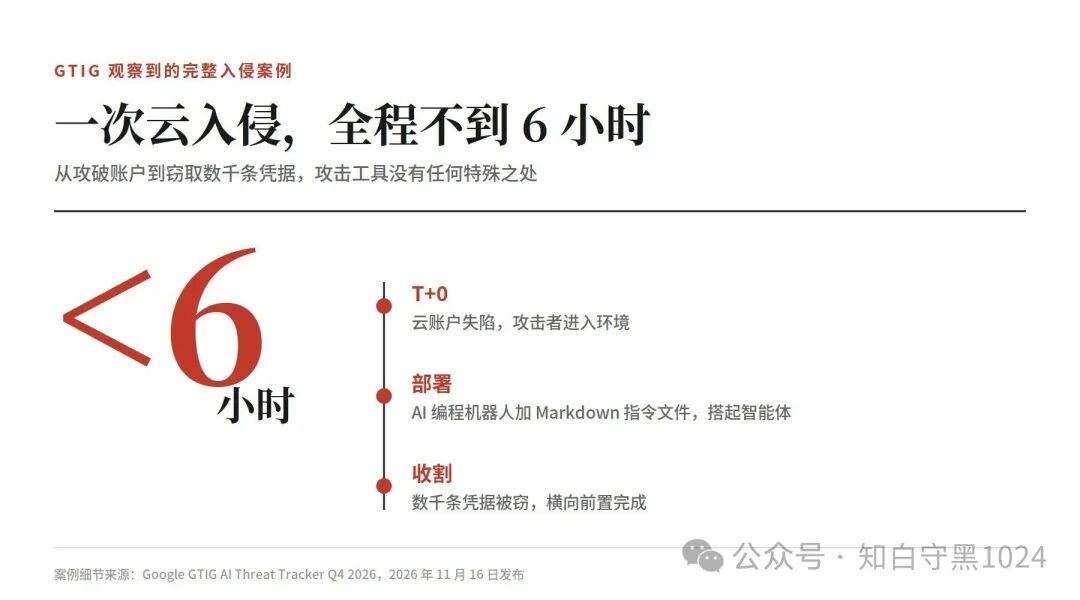 GTIG 观察到的完整入侵案例
一次云入侵，全程不到 6 小时
从攻破账户到窃取数千条凭据，攻击工具没有任何特殊之处
<6
小时
T+0
云账户失陷，攻击者进入环境
部署
AI 编程机器人加 Markdown 指令文件，搭起智能体
收割
数千条凭据被窃，横向前置完成
案例细节来源：Google GTIG AI Threat Tracker Q4 2026，2026 年 11 月 16 日发布
公众号 · 知白守黑1024